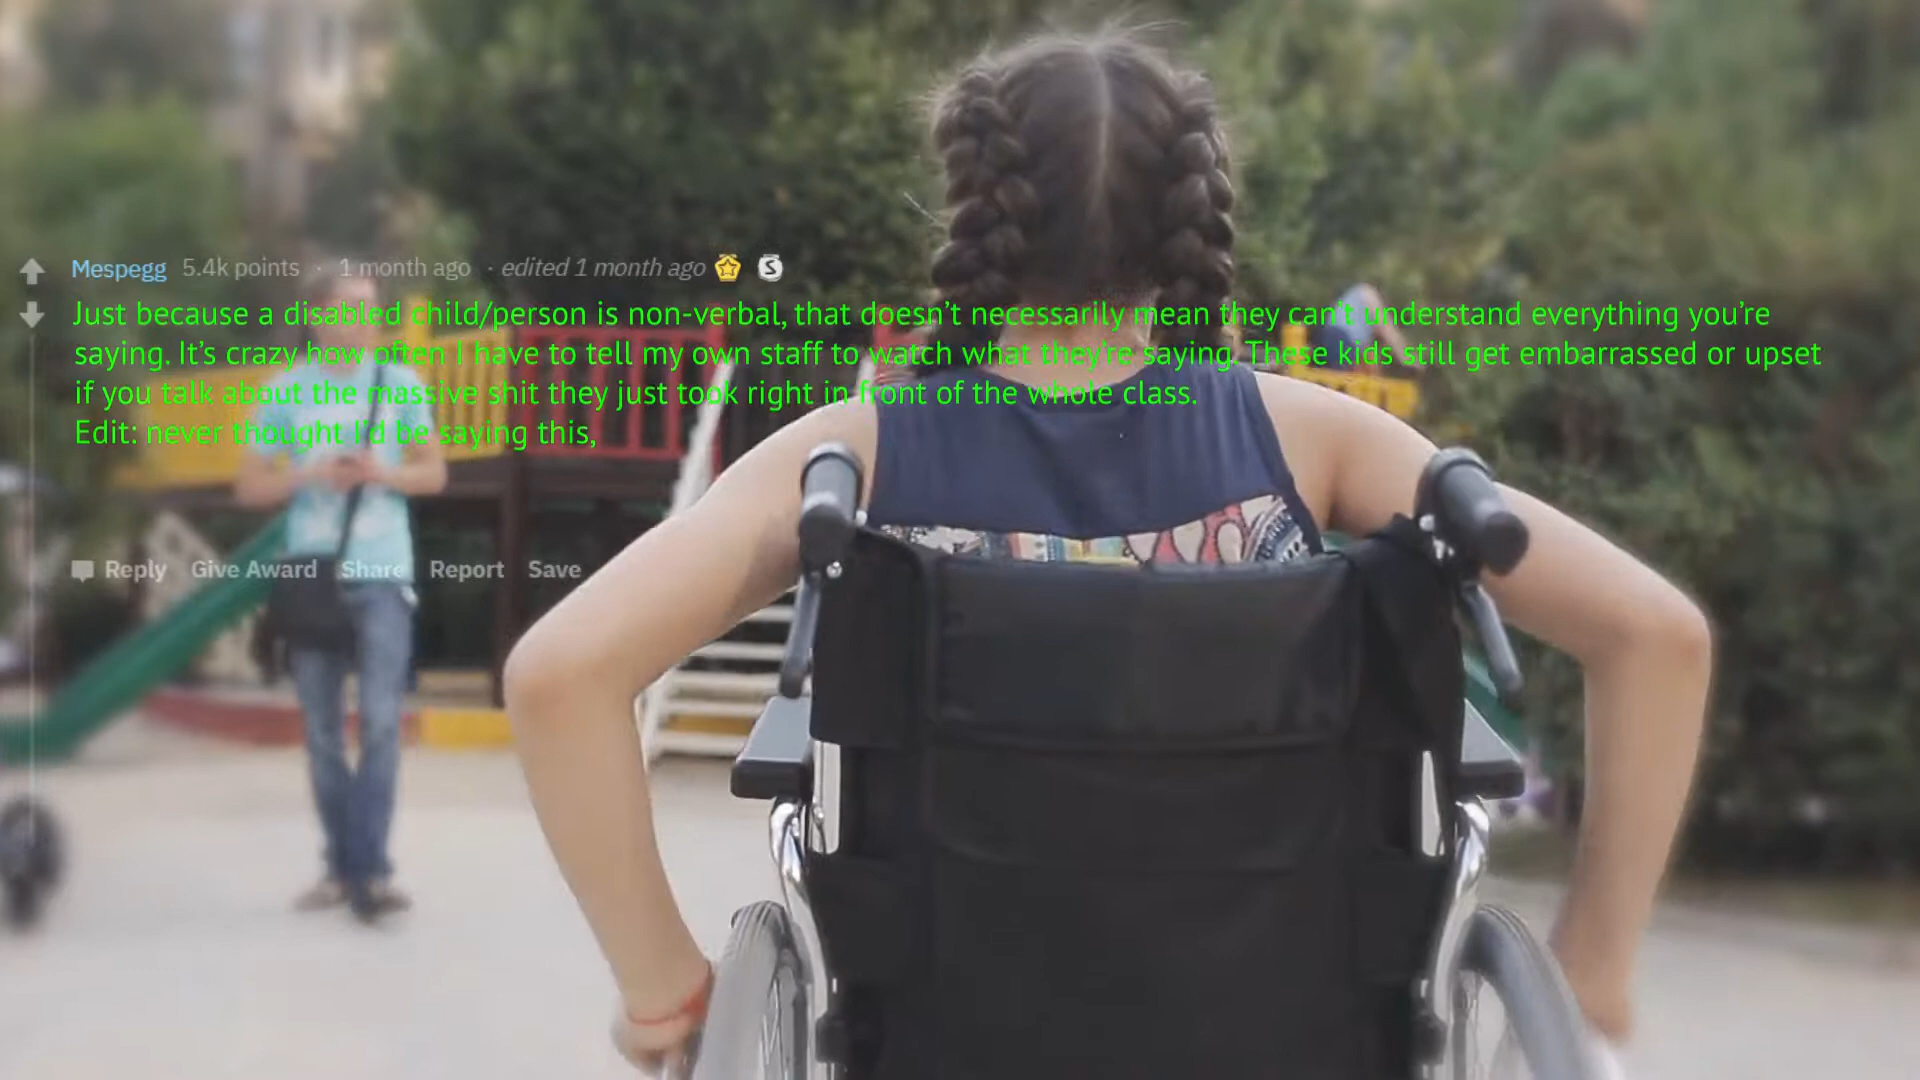 Mespegg 5.4k points · 1 month ago · edited 1 month ago
Just because a disabled child/person is non-verbal, that doesn't necessarily mean they can't understand everything you're
saying. It's crazy how often I have to tell my own staff to watch what they're saying. These kids still get embarrassed or upset
if you talk about the massive shit they just took right in front of the whole class.
Edit: never thought I'd be saying this,
Reply Give Award Share Report Save